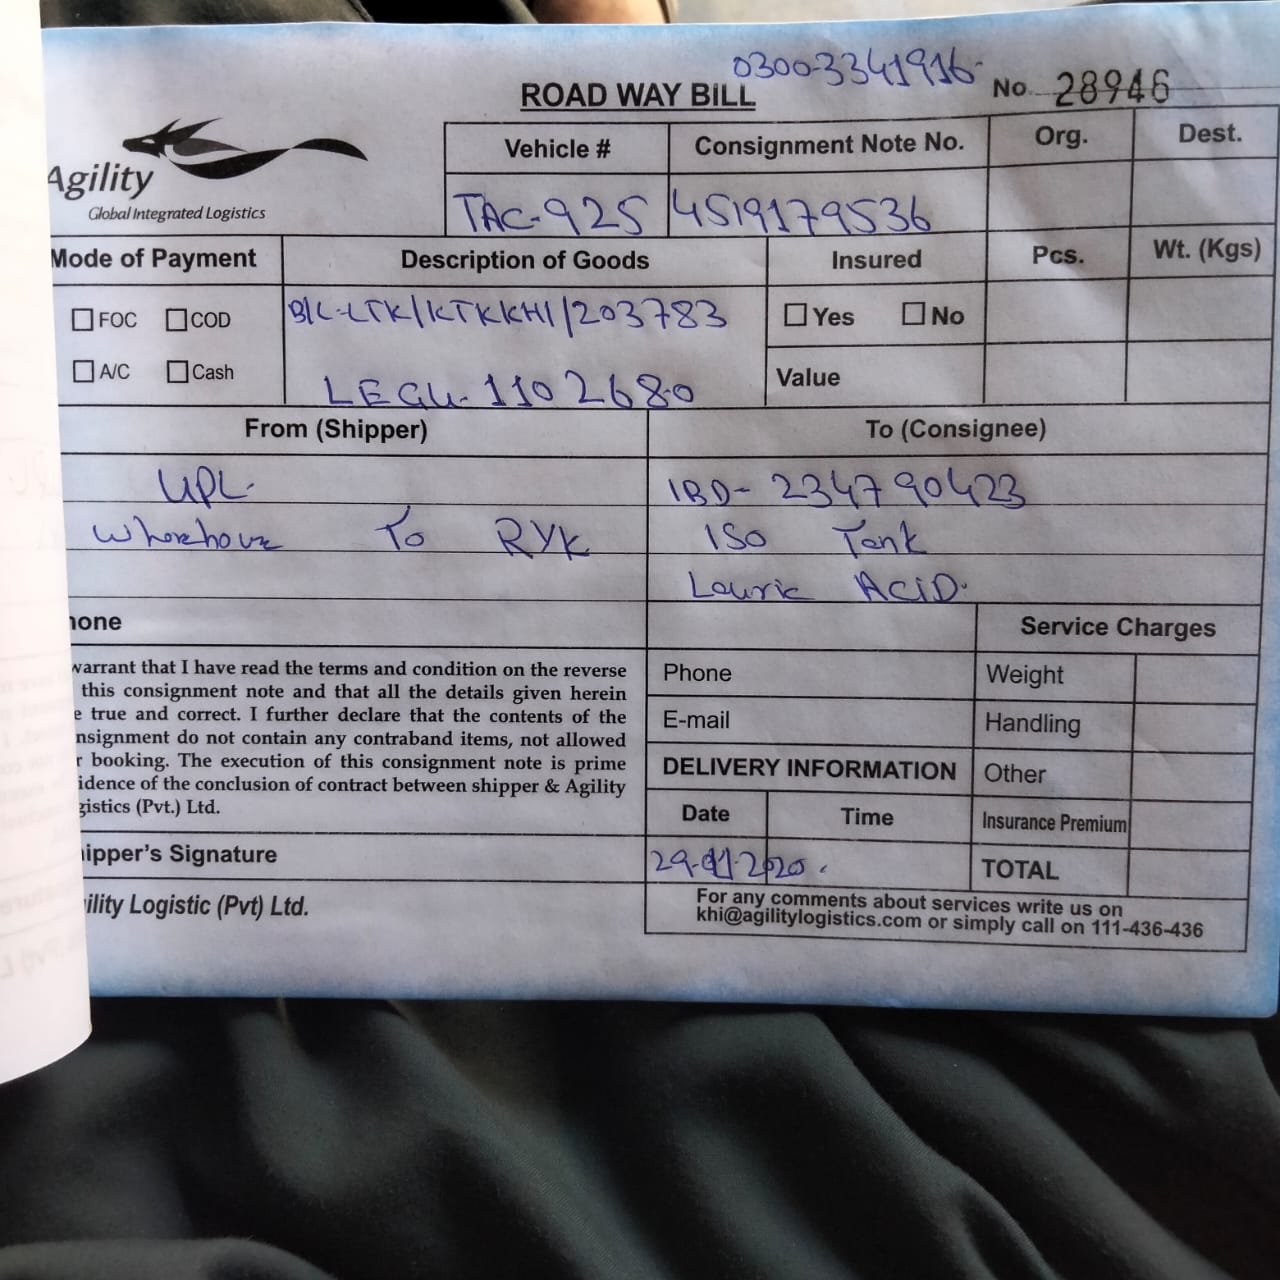 0300-3341916-
ROAD WAY BILL
No. 28946
Agility
Global Integrated Logistics
Vehicle #
Consignment Note No.
Org.
Dest.
TAC-925
4519179536
Mode of Payment
Description of Goods
Insured
Pcs.
Wt. (Kgs)
FOC COD
B/L-LTK/KTKKHI/203783
Yes No
A/C Cash
LEGU-1102680
Value
From (Shipper)
To (Consignee)
UPL-
IBD- 234790423
To RYK
ISO Tank
Lauric ACID.
hone
Service Charges
warrant that I have read the terms and condition on the reverse
this consignment note and that all the details given herein
e true and correct. I further declare that the contents of the
nsignment do not contain any contraband items, not allowed
r booking. The execution of this consignment note is prime
idence of the conclusion of contract between shipper & Agility
gistics (Pvt.) Ltd.
Phone
Weight
E-mail
Handling
DELIVERY INFORMATION
Other
Date
Time
Insurance Premium
ipper's Signature
29-11-2020.
TOTAL
ility Logistic (Pvt) Ltd.
For any comments about services write us on
khi@agilitylogistics.com or simply call on 111-436-436